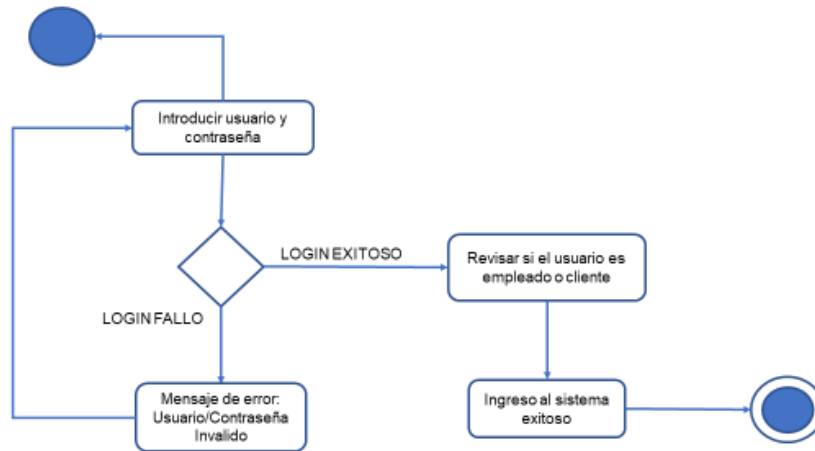 Introducir usuario y
contraseña
LOGIN EXITOSO
Revisar si el usuario es
empleado o cliente
LOGIN FALLO
Mensaje de error:
Usuario/Contraseña
Invalido
Ingreso al sistema
exitoso